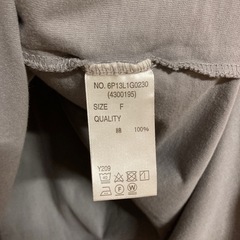 NO. 6P13L1G0230
(4300195)
SIZE F
QUALITY
綿 100%
Y209